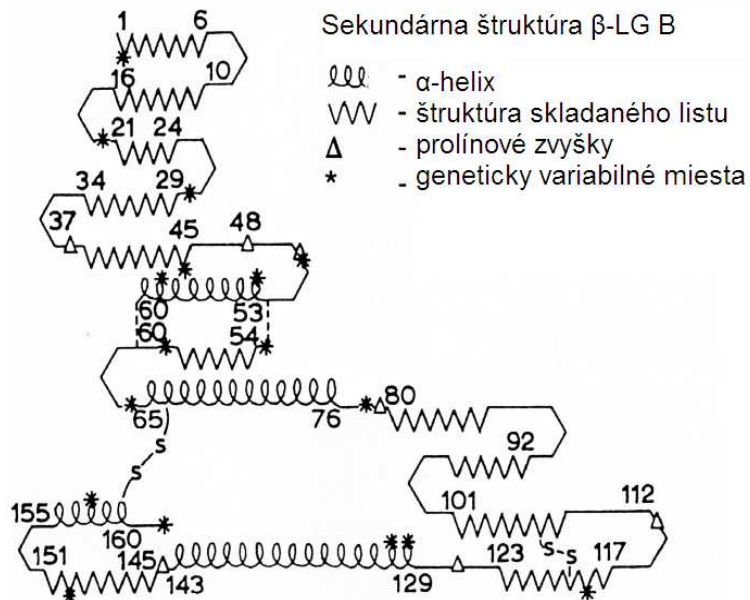 Sekundárna štruktúra β-LG B
- α-helix
- štruktúra skladaného listu
Δ - prolínové zvyšky
* - geneticky variabilné miesta
1 6
16 10
21 24
34 29
37 45 48
60 53
60 54
65 76 80
S
S
92
155 101 112
160
151 145 143 129 123 117
S-S